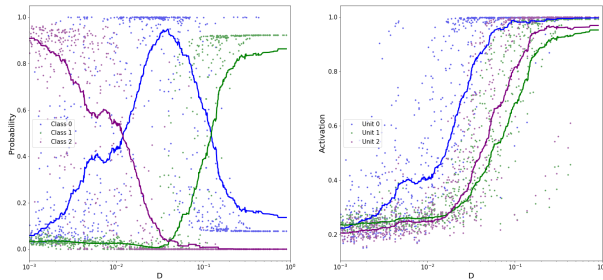 1.0
0.8
0.6
0.4
0.2
0.0
Probability
Class 0
Class 1
Class 2
10⁻³
10⁻²
10⁻¹
10⁰
D
1.0
0.8
0.6
0.4
0.2
Activation
Unit 0
Unit 1
Unit 2
10⁻³
10⁻²
10⁻¹
10⁰
D